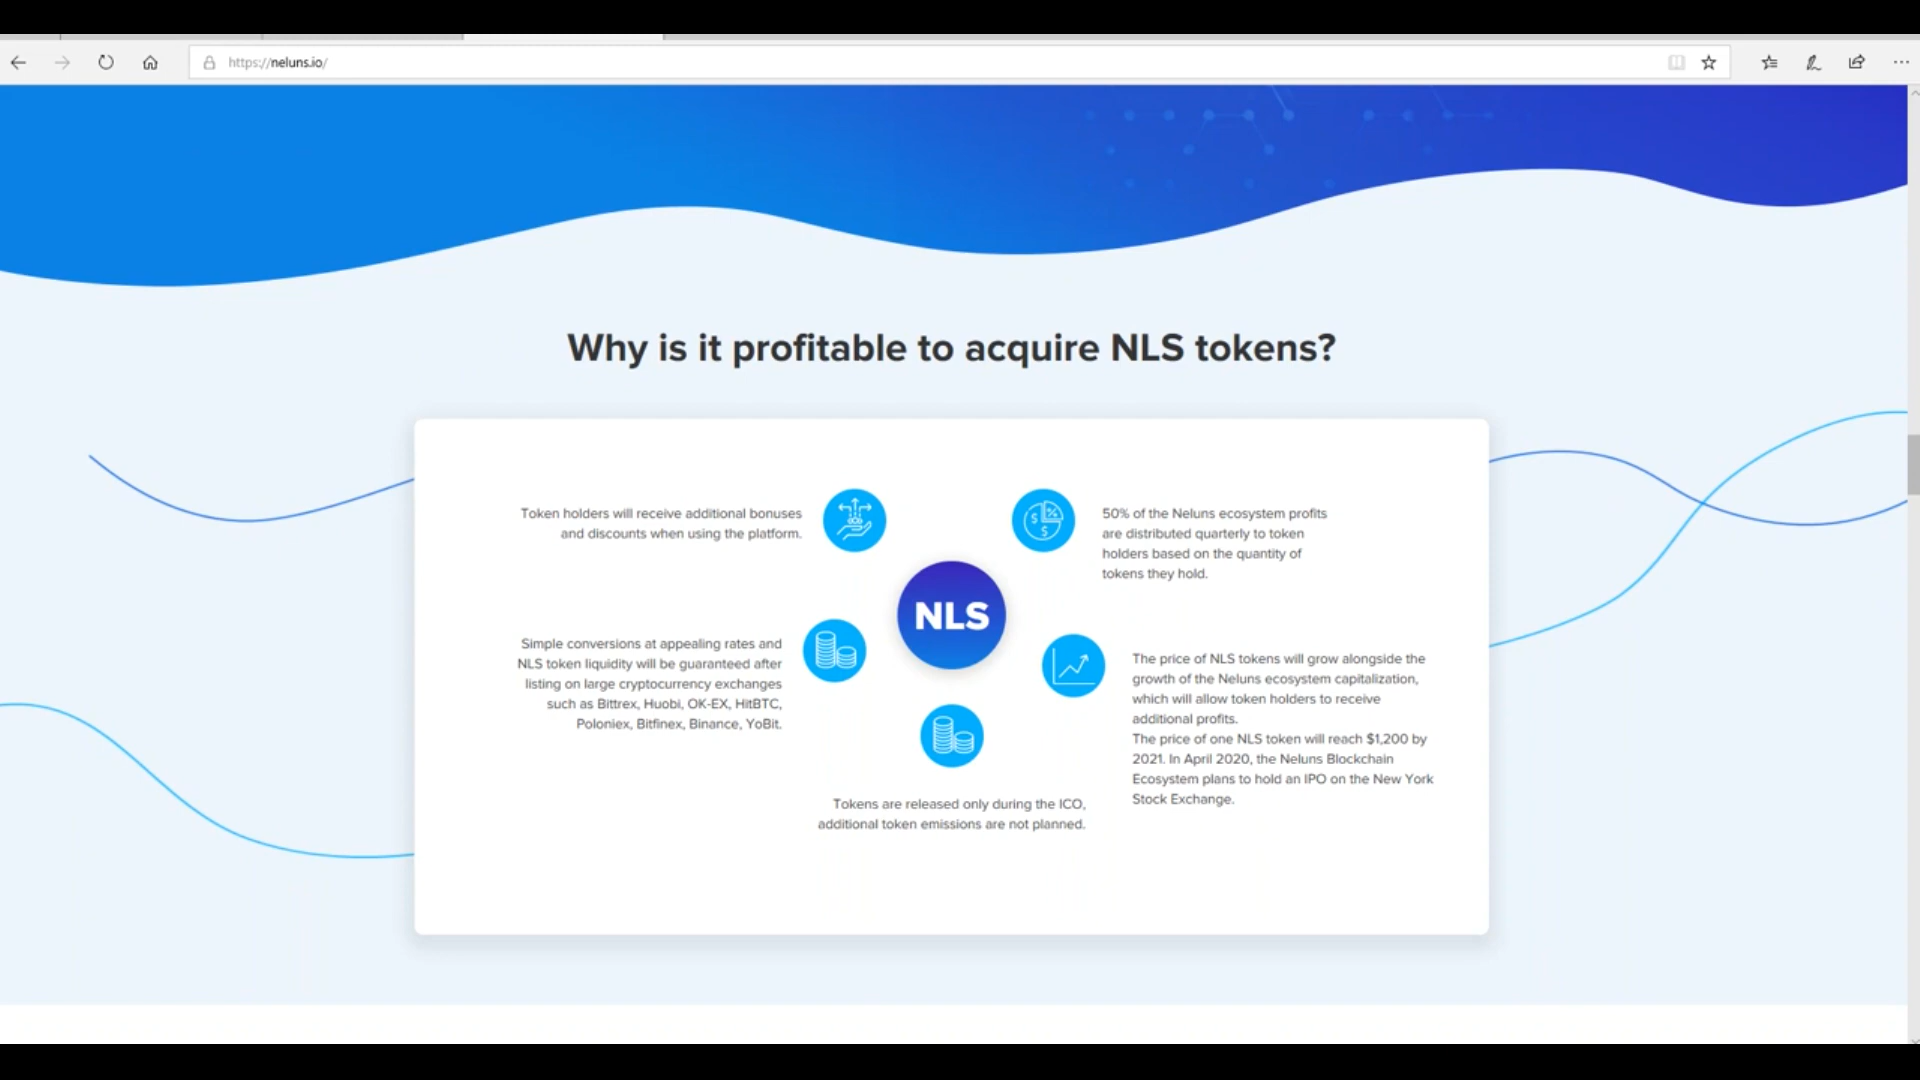 https://neluns.io/
Why is it profitable to acquire NLS tokens?
Token holders will receive additional bonuses
and discounts when using the platform.
50% of the Neluns ecosystem profits
are distributed quarterly to token
holders based on the quantity of
tokens they hold.
NLS
Simple conversions at appealing rates and
NLS token liquidity will be guaranteed after
listing on large cryptocurrency exchanges
such as Bittrex, Huobi, OK-EX, HitBTC,
Poloniex, Bitfinex, Binance, YoBit.
The price of NLS tokens will grow alongside the
growth of the Neluns ecosystem capitalization,
which will allow token holders to receive
additional profits.
The price of one NLS token will reach $1,200 by
2021. In April 2020, the Neluns Blockchain
Ecosystem plans to hold an IPO on the New York
Stock Exchange.
Tokens are released only during the ICO,
additional token emissions are not planned.